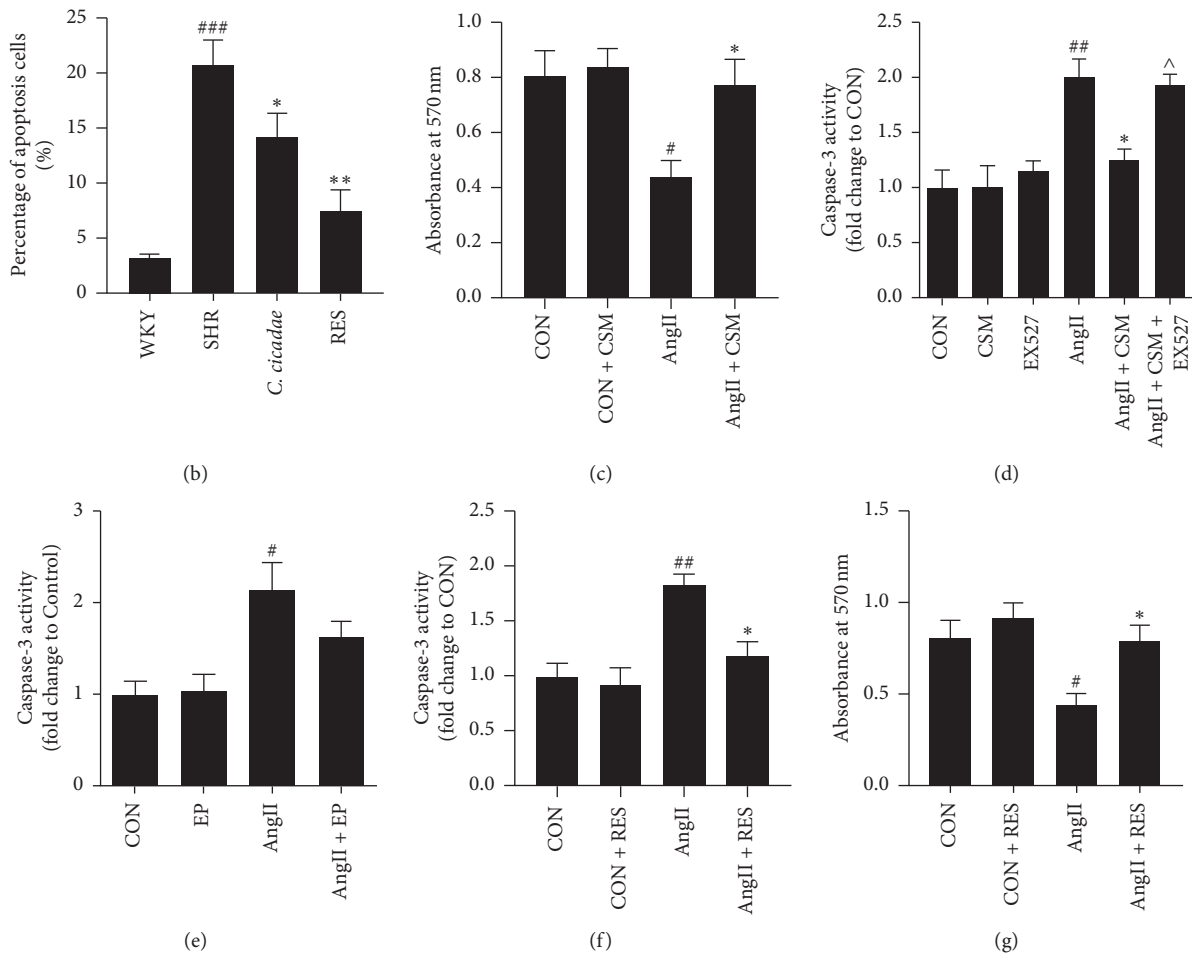 Percentage of apoptosis cells
(%)
25
20
15
10
5
0
###
*
**
WKY
SHR
C. cicadae
RES
(b)
Absorbance at 570 nm
1.0
0.8
0.6
0.4
0.2
0.0
#
*
CON
CON + CSM
AngII
AngII + CSM
(c)
Caspase-3 activity
(fold change to CON)
2.5
2.0
1.5
1.0
0.5
0.0
##
*
^
CON
CSM
EX527
AngII
AngII + CSM
AngII + CSM +
EX527
(d)
Caspase-3 activity
(fold change to Control)
3
2
1
0
#
CON
EP
AngII
AngII + EP
(e)
Caspase-3 activity
(fold change to CON)
2.5
2.0
1.5
1.0
0.5
0.0
##
*
CON
CON + RES
AngII
AngII + RES
(f)
Absorbance at 570 nm
1.5
1.0
0.5
0.0
#
*
CON
CON + RES
AngII
AngII + RES
(g)